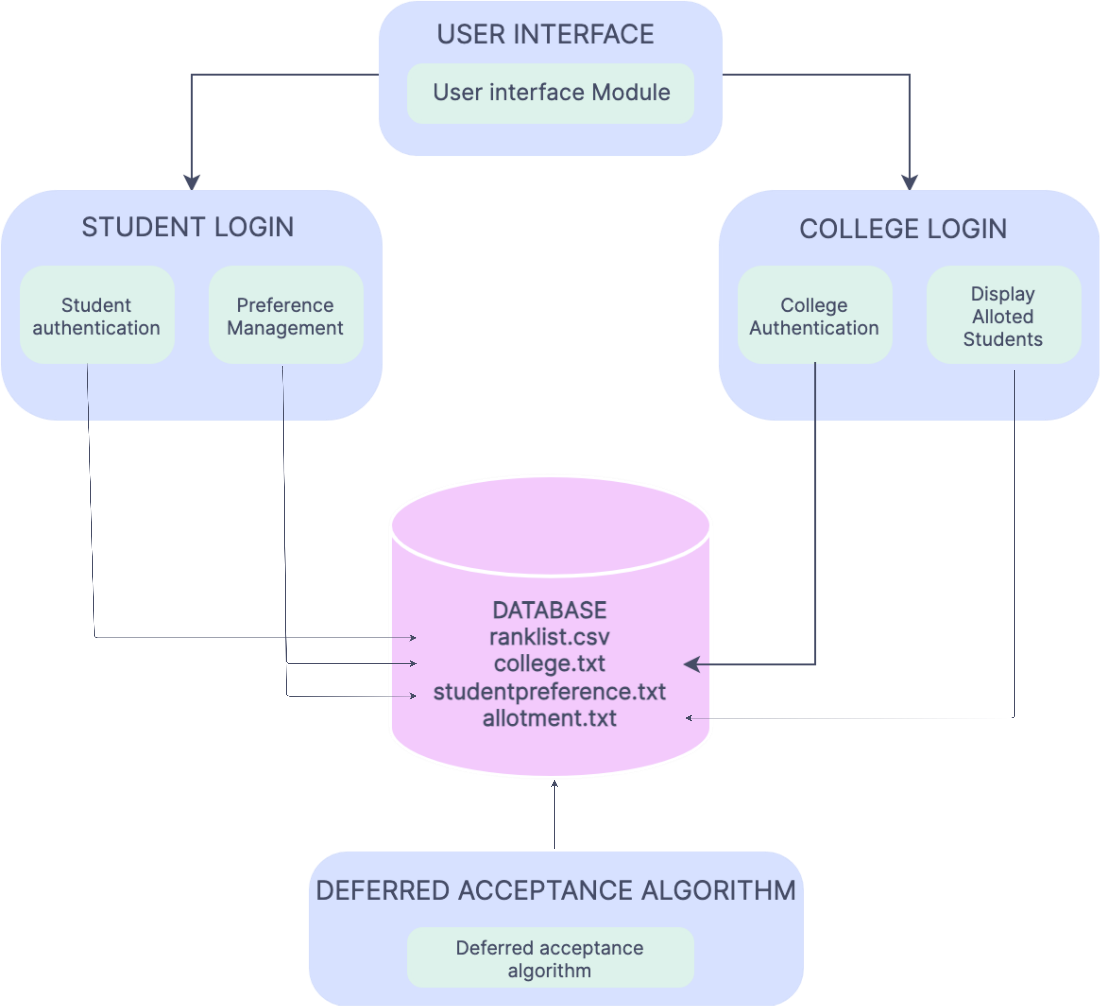 USER INTERFACE
User interface Module
STUDENT LOGIN
Student
authentication
Preference
Management
COLLEGE LOGIN
College
Authentication
Display
Alloted
Students
DATABASE
ranklist.csv
college.txt
studentpreference.txt
allotment.txt
DEFERRED ACCEPTANCE ALGORITHM
Deferred acceptance
algorithm